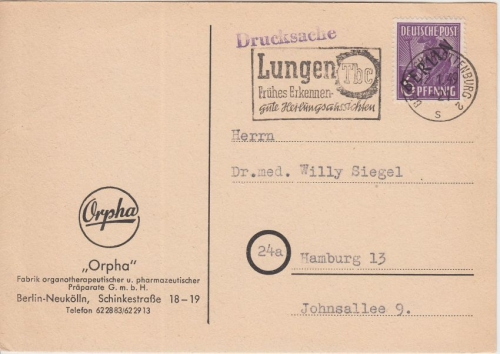 Drucksache
DEUTSCHE POST
BERLIN
PFENNIG
Lungen Tbc
Frühes Erkennen-
gute Heilungsaussichten
Herrn
Dr.med. Willy Siegel
24a
Hamburg 13
Johnsallee 9.
Orpha
„Orpha"
Fabrik organotherapeutischer u. pharmazeutischer
Präparate G. m. b. H.
Berlin-Neukölln, Schinkestraße 18-19
Telefon 622883/622913